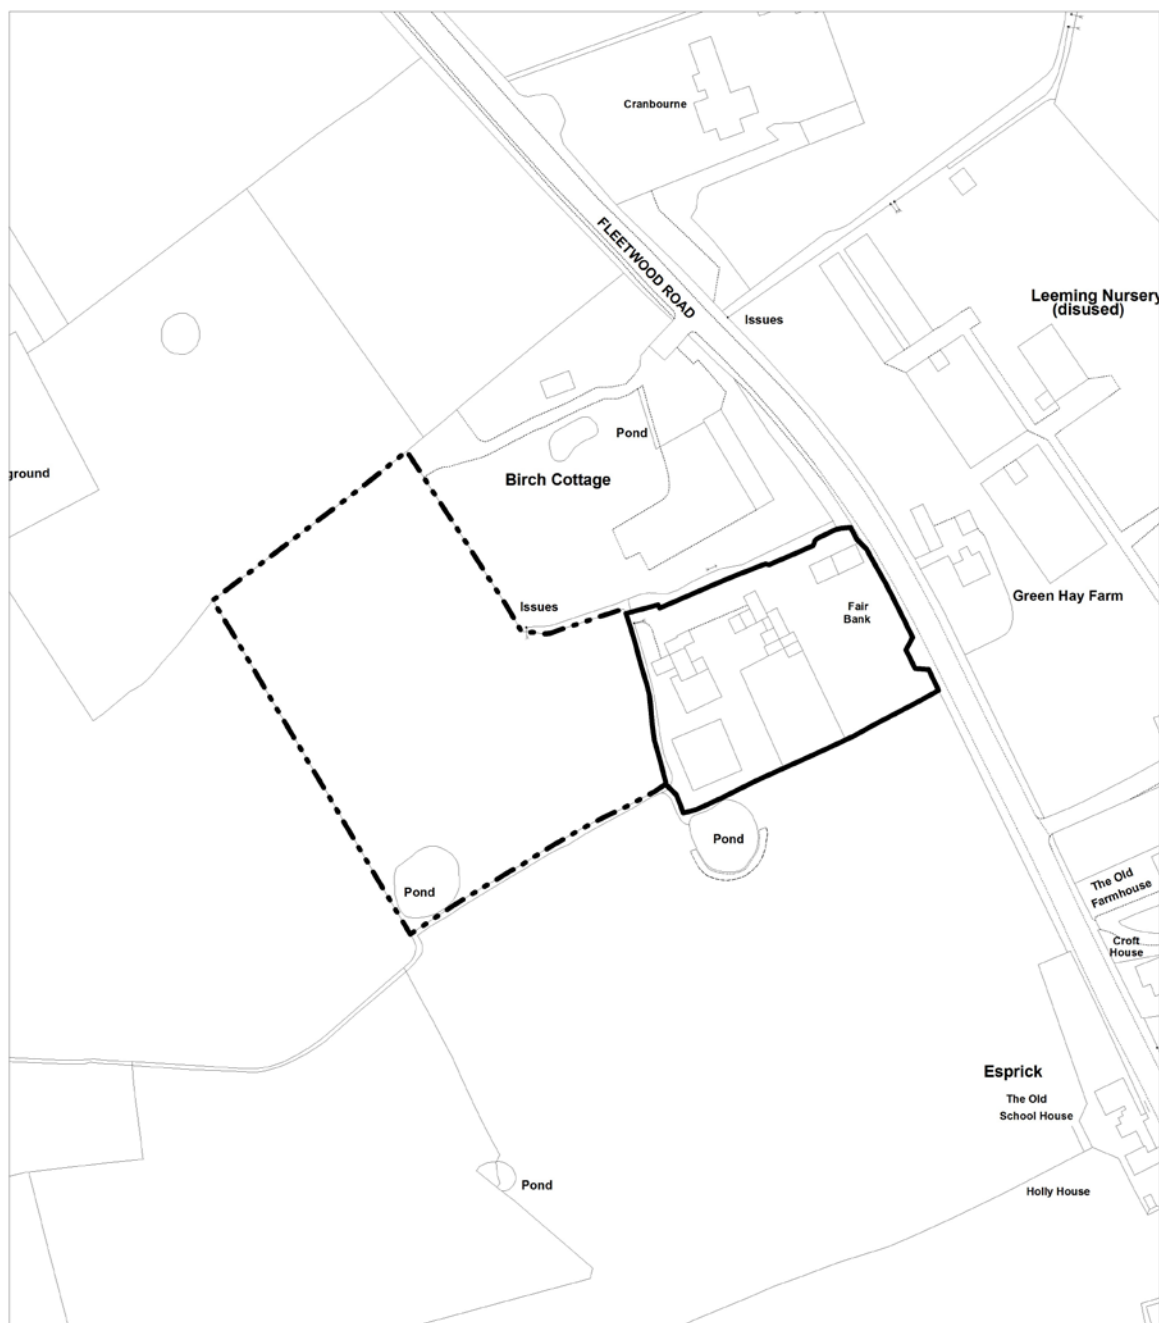 Cranbourne
FLEETWOOD ROAD
Leeming Nursery
(disused)
Issues
Pond
ground
Birch Cottage
Green Hay Farm
Issues
Fair
Bank
Pond
Pond
The Old
Farmhouse
Croft
House
Esprick
The Old
School House
Pond
Holly House